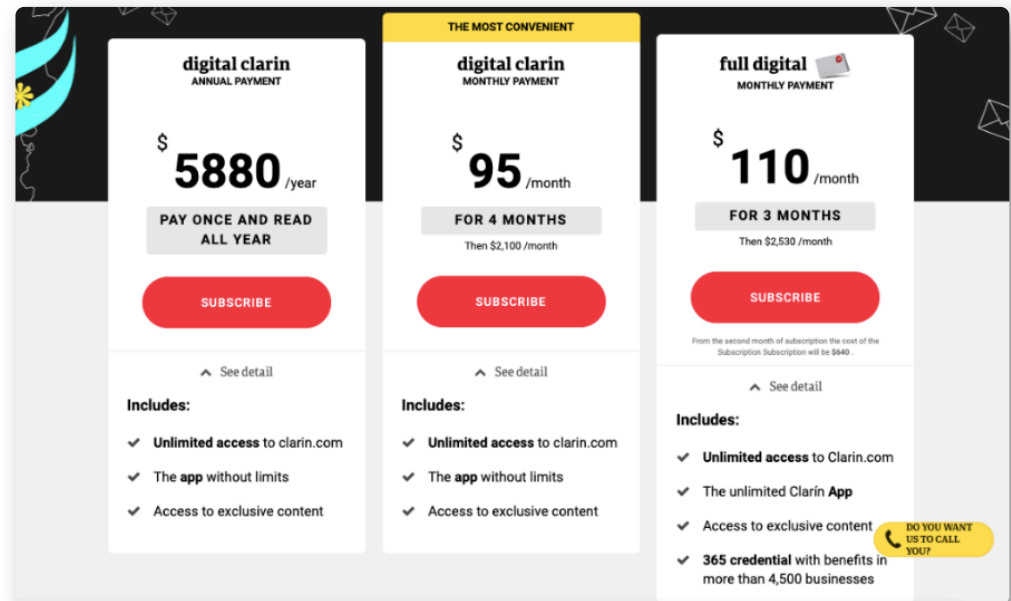 THE MOST CONVENIENT
digital clarin
ANNUAL PAYMENT
$
5880 /year
PAY ONCE AND READ
ALL YEAR
SUBSCRIBE
See detail
Includes:
Unlimited access to clarin.com
The app without limits
Access to exclusive content
digital clarin
MONTHLY PAYMENT
$
95 /month
FOR 4 MONTHS
Then $2,100 /month
SUBSCRIBE
See detail
Includes:
Unlimited access to clarin.com
The app without limits
Access to exclusive content
full digital
MONTHLY PAYMENT
$
110 /month
FOR 3 MONTHS
Then $2,530 /month
SUBSCRIBE
From the second month of subscription the cost of the
Subscription Subscription will be $640 .
See detail
Includes:
Unlimited access to Clarin.com
The unlimited Clarín App
Access to exclusive content
365 credential with benefits in
more than 4,500 businesses
DO YOU WANT
US TO CALL
YOU?